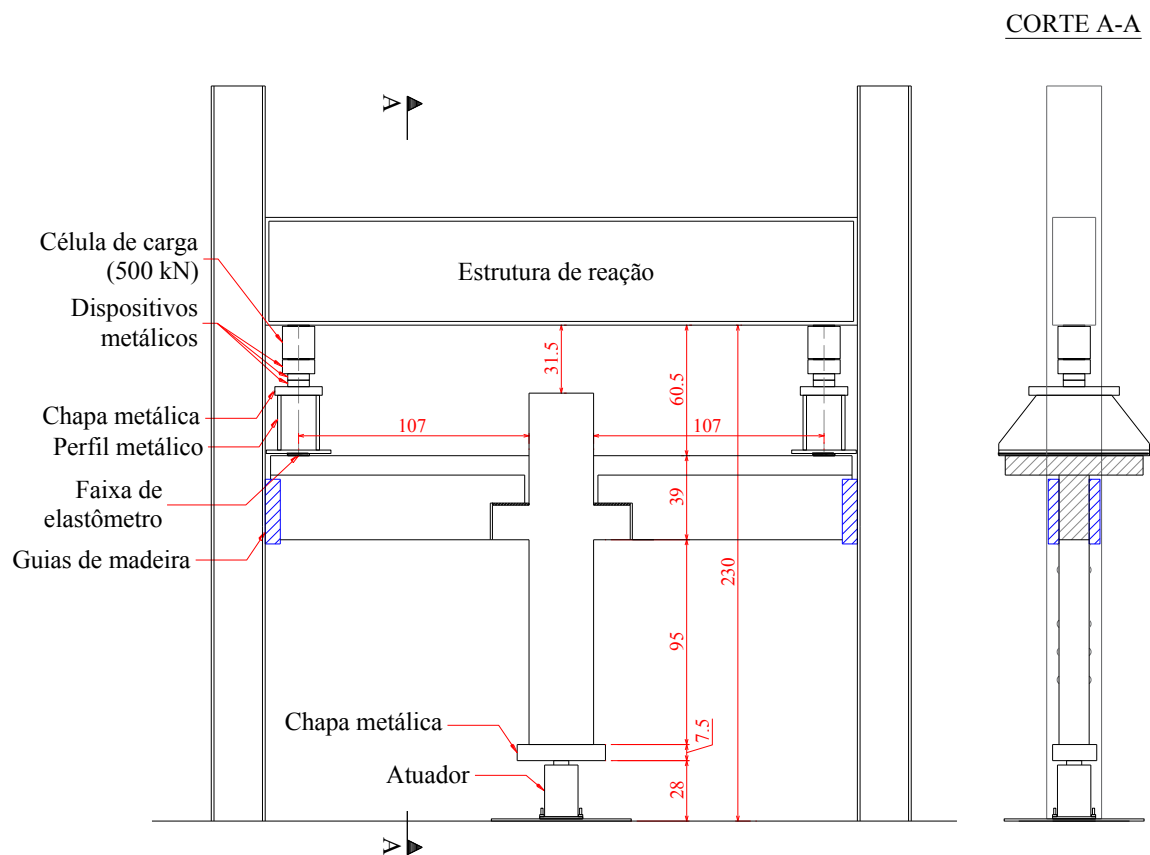 CORTE A-A
A
Célula de carga
(500 kN)
Estrutura de reação
Dispositivos
metálicos
31.5
60.5
Chapa metálica
107
107
Perfil metálico
Faixa de
elastômetro
39
Guias de madeira
230
95
Chapa metálica
7.5
Atuador
28
A